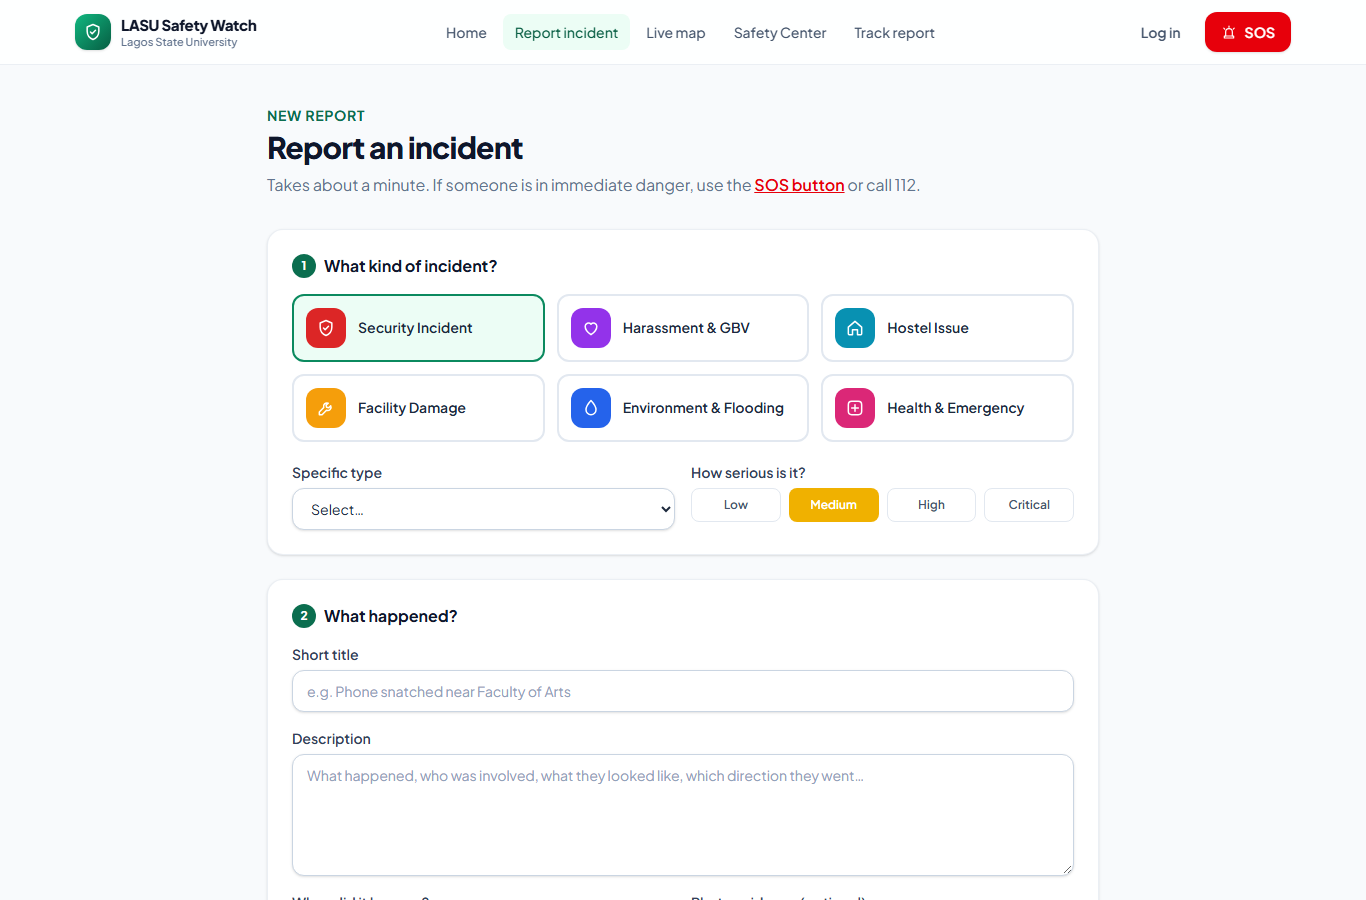 LASU Safety Watch
Lagos State University
Home
Report incident
Live map
Safety Center
Track report
Log in
SOS
NEW REPORT
Report an incident
Takes about a minute. If someone is in immediate danger, use the SOS button or call 112.
1 What kind of incident?
Security Incident
Harassment & GBV
Hostel Issue
Facility Damage
Environment & Flooding
Health & Emergency
Specific type
Select...
How serious is it?
Low
Medium
High
Critical
2 What happened?
Short title
e.g. Phone snatched near Faculty of Arts
Description
What happened, who was involved, what they looked like, which direction they went...